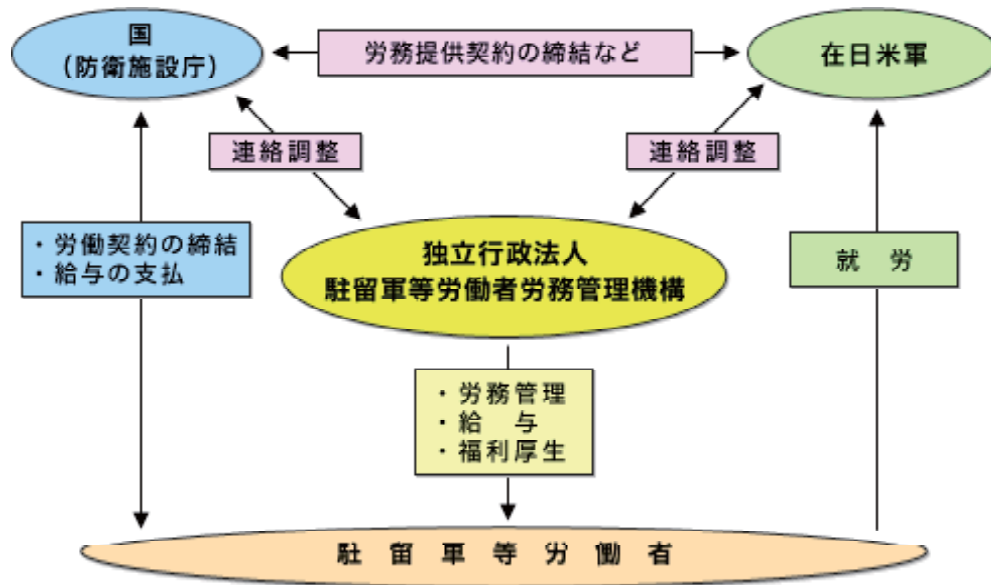 国
（防衛施設庁）
労務提供契約の締結など
在日米軍
連絡調整
連絡調整
・労働契約の締結
・給与の支払
独立行政法人
駐留軍等労働者労務管理機構
就　労
・労務管理
・給　与
・福利厚生
駐　留　軍　等　労　働　者